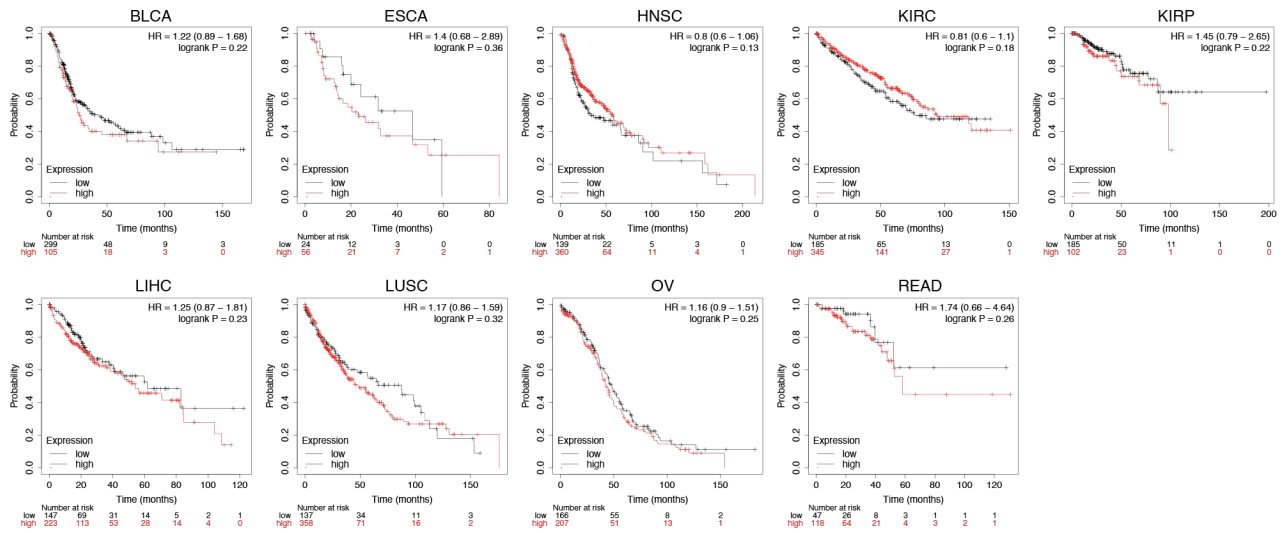 BLCA
HR = 1.22 (0.89 − 1.68)
logrank P = 0.22
Probability
0.0 0.2 0.4 0.6 0.8 1.0
Expression
low
high
0 50 100 150
Time (months)
Number at risk
low 299 48 9 3
high 105 18 3 0
ESCA
HR = 1.4 (0.68 − 2.89)
logrank P = 0.36
Probability
0.0 0.2 0.4 0.6 0.8 1.0
Expression
low
high
0 20 40 60 80
Time (months)
Number at risk
low 24 12 3 0 0
high 56 21 7 2 1
HNSC
HR = 0.8 (0.6 − 1.06)
logrank P = 0.13
Probability
0.0 0.2 0.4 0.6 0.8 1.0
Expression
low
high
0 50 100 150 200
Time (months)
Number at risk
low 139 22 5 3 0
high 360 64 11 4 1
KIRC
HR = 0.81 (0.6 − 1.1)
logrank P = 0.18
Probability
0.0 0.2 0.4 0.6 0.8 1.0
Expression
low
high
0 50 100 150
Time (months)
Number at risk
low 185 65 13 0
high 345 141 27 1
KIRP
HR = 1.45 (0.79 − 2.65)
logrank P = 0.22
Probability
0.0 0.2 0.4 0.6 0.8 1.0
Expression
low
high
0 50 100 150 200
Time (months)
Number at risk
low 185 50 11 1 0
high 102 23 1 0 0
LIHC
HR = 1.25 (0.87 − 1.81)
logrank P = 0.23
Probability
0.0 0.2 0.4 0.6 0.8 1.0
Expression
low
high
0 20 40 60 80 100 120
Time (months)
Number at risk
low 147 69 31 14 5 2 1
high 223 113 53 28 14 4 0
LUSC
HR = 1.17 (0.86 − 1.59)
logrank P = 0.32
Probability
0.0 0.2 0.4 0.6 0.8 1.0
Expression
low
high
0 50 100 150
Time (months)
Number at risk
low 137 34 11 3
high 358 71 16 2
OV
HR = 1.16 (0.9 − 1.51)
logrank P = 0.25
Probability
0.0 0.2 0.4 0.6 0.8 1.0
Expression
low
high
0 50 100 150
Time (months)
Number at risk
low 166 55 8 2
high 207 51 13 1
READ
HR = 1.74 (0.66 − 4.64)
logrank P = 0.26
Probability
0.0 0.2 0.4 0.6 0.8 1.0
Expression
low
high
0 20 40 60 80 100 120
Time (months)
Number at risk
low 47 26 8 3 1 1 1
high 118 64 21 4 3 2 1